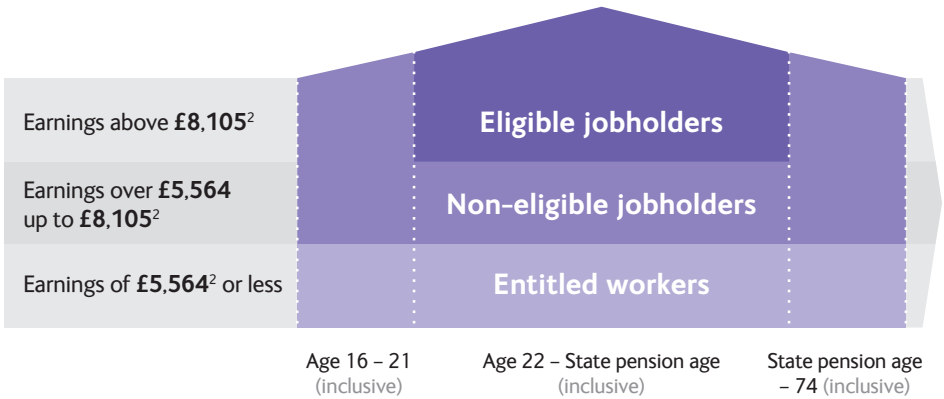 Earnings above £8,105²
Eligible jobholders
Earnings over £5,564
up to £8,105²
Non-eligible jobholders
Earnings of £5,564² or less
Entitled workers
Age 16 – 21
(inclusive)
Age 22 – State pension age
(inclusive)
State pension age
– 74 (inclusive)